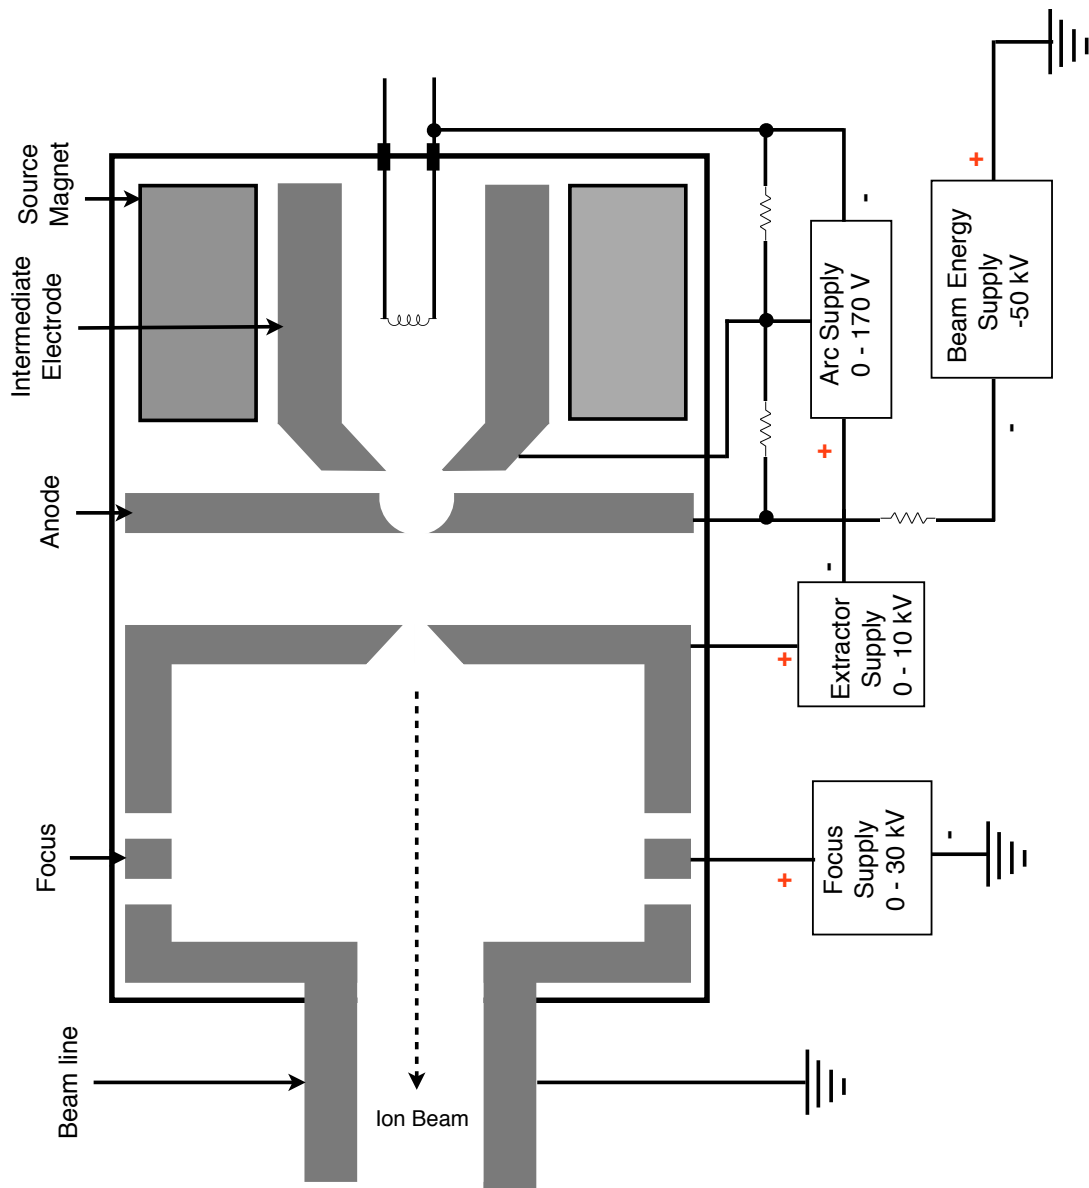 Source
Magnet
Intermediate
Electrode
Anode
Focus
Beam line
Ion Beam
+
-
Arc Supply
0 - 170 V
+
-
Beam Energy
Supply
-50 kV
-
+
-
Extractor
Supply
0 - 10 kV
+
Focus
Supply
0 - 30 kV
-